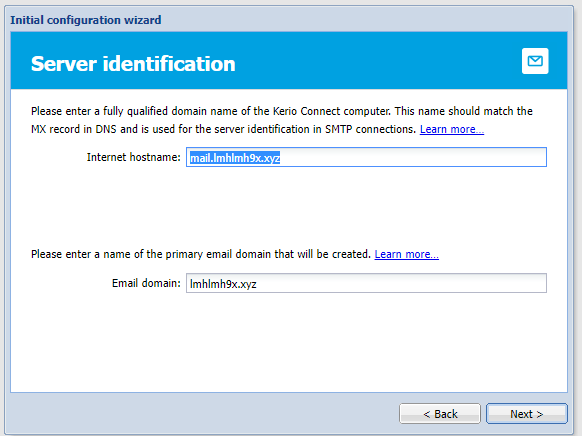 Initial configuration wizard
Server identification
Please enter a fully qualified domain name of the Kerio Connect computer. This name should match the
MX record in DNS and is used for the server identification in SMTP connections. Learn more...
Internet hostname: mail.lmhlmh9x.xyz
Please enter a name of the primary email domain that will be created. Learn more...
Email domain: lmhlmh9x.xyz
< Back Next >